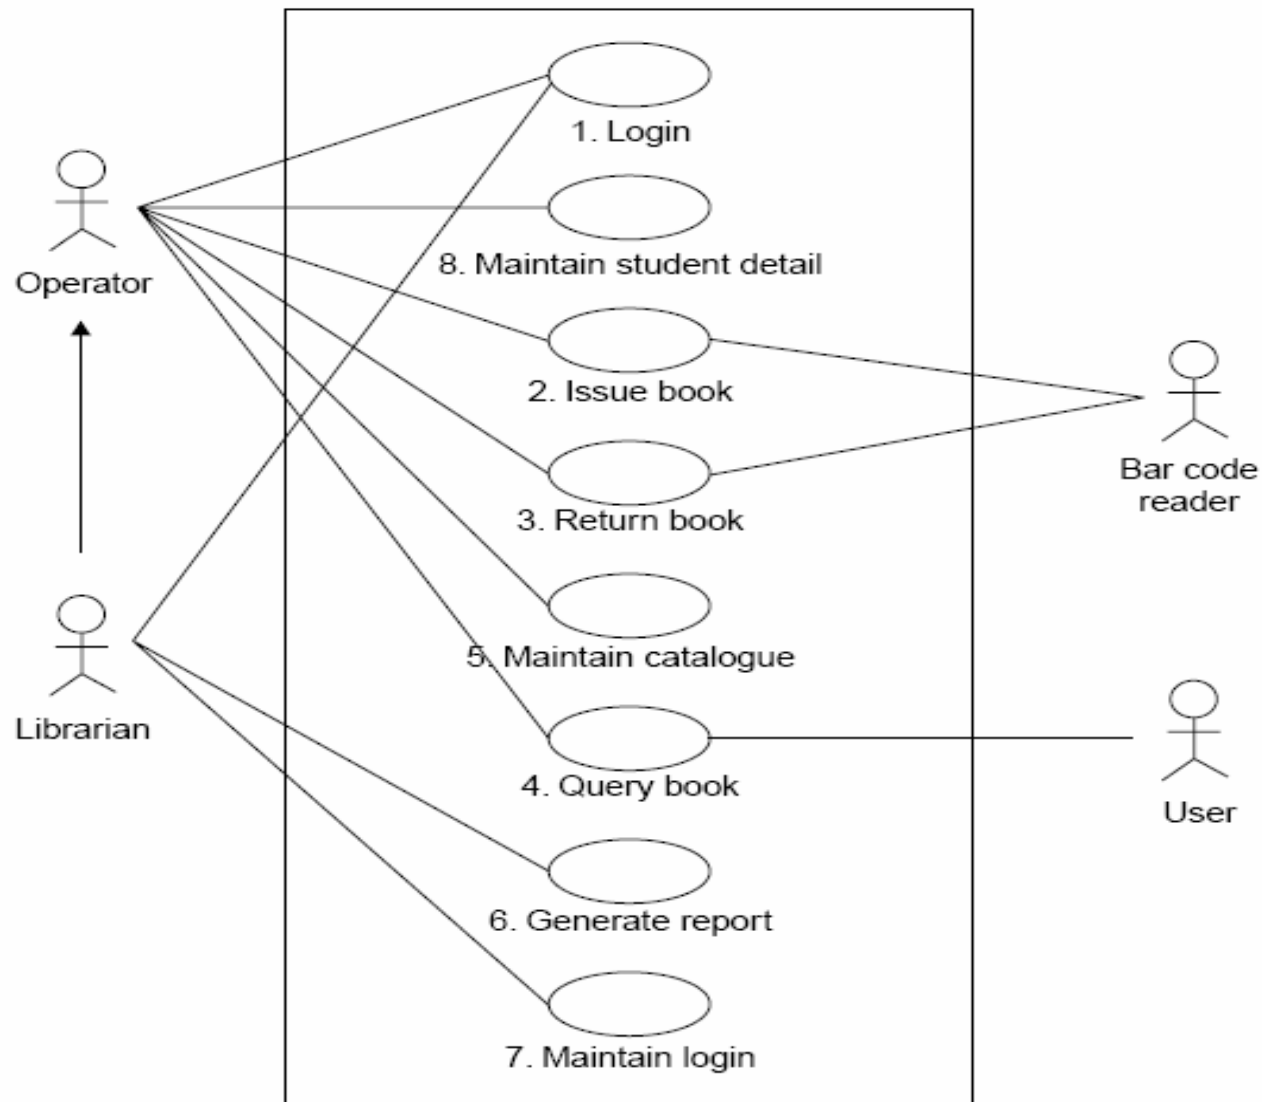 1. Login
8. Maintain student detail
Operator
2. Issue book
3. Return book
Bar code
reader
5. Maintain catalogue
Librarian
4. Query book
User
6. Generate report
7. Maintain login